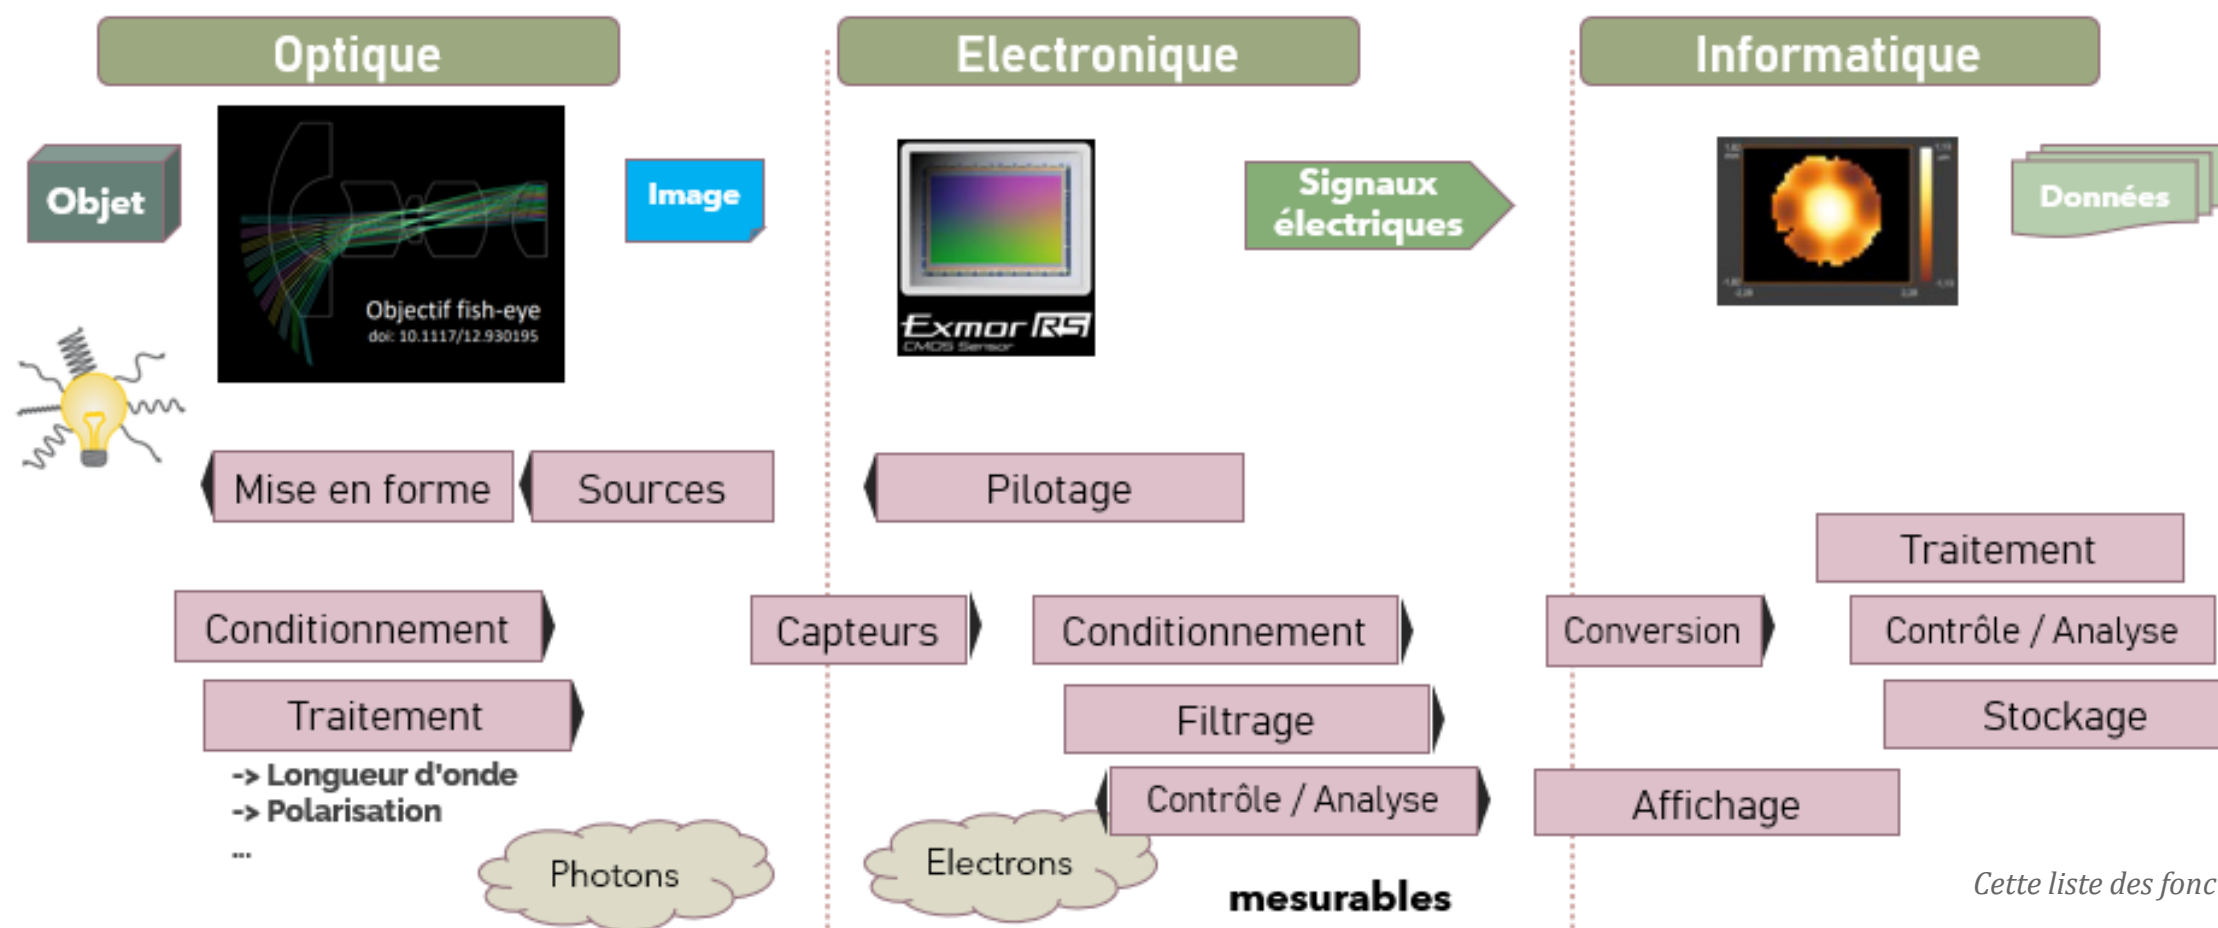 Optique
Electronique
Informatique
Objet
Objectif fish-eye
doi: 10.1117/12.930195
Image
Exmor RS
CMOS Sensor
Signaux
électriques
Données
Mise en forme
Sources
Pilotage
Traitement
Conditionnement
Capteurs
Conditionnement
Conversion
Contrôle / Analyse
Traitement
Filtrage
Stockage
-> Longueur d'onde
-> Polarisation
...
Contrôle / Analyse
Affichage
Photons
Electrons
mesurables
Cette liste des fonc